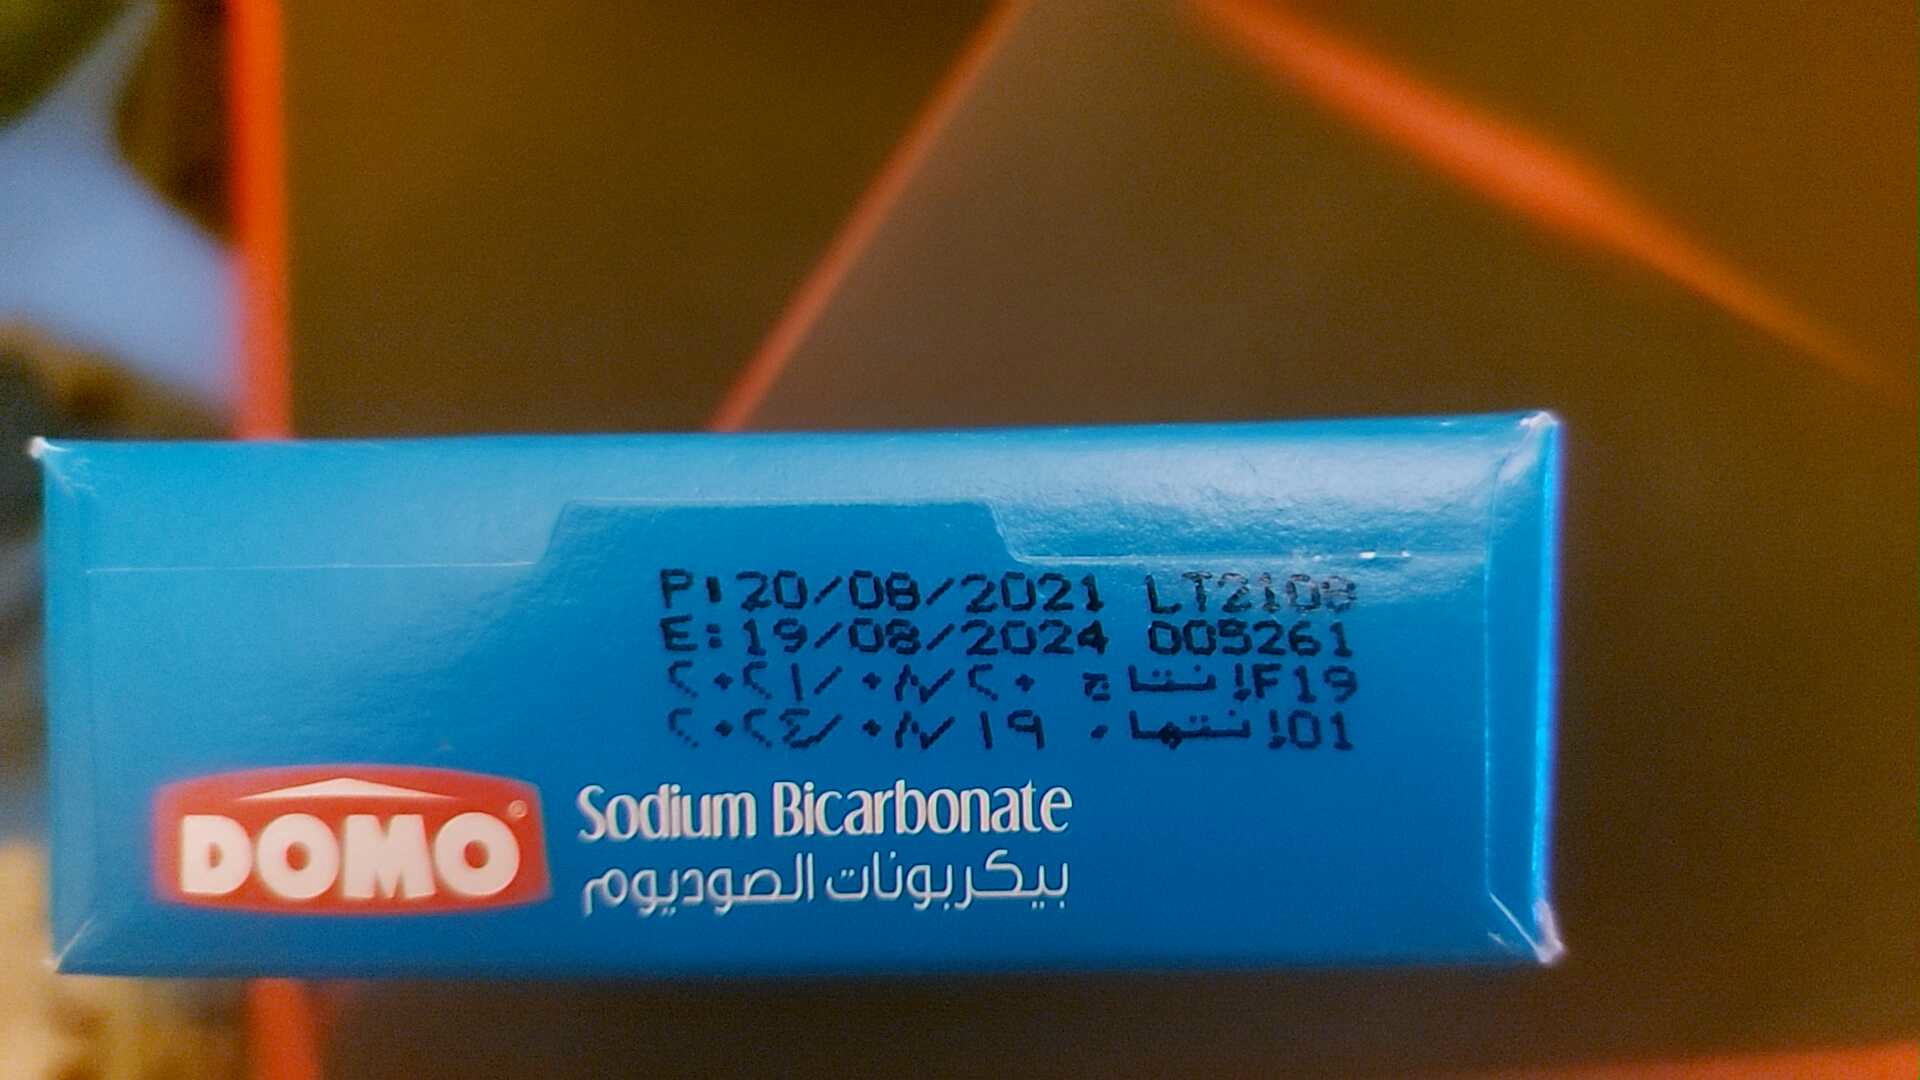 P:20/08/2021 LT2108
E:19/08/2024 005261
إنتاج ٢٠/٠٨/٢٠٢١ F19
إنتهاء ١٩/٠٨/٢٠٢٤ 01
DOMO®
Sodium Bicarbonate
بيكربونات الصوديوم